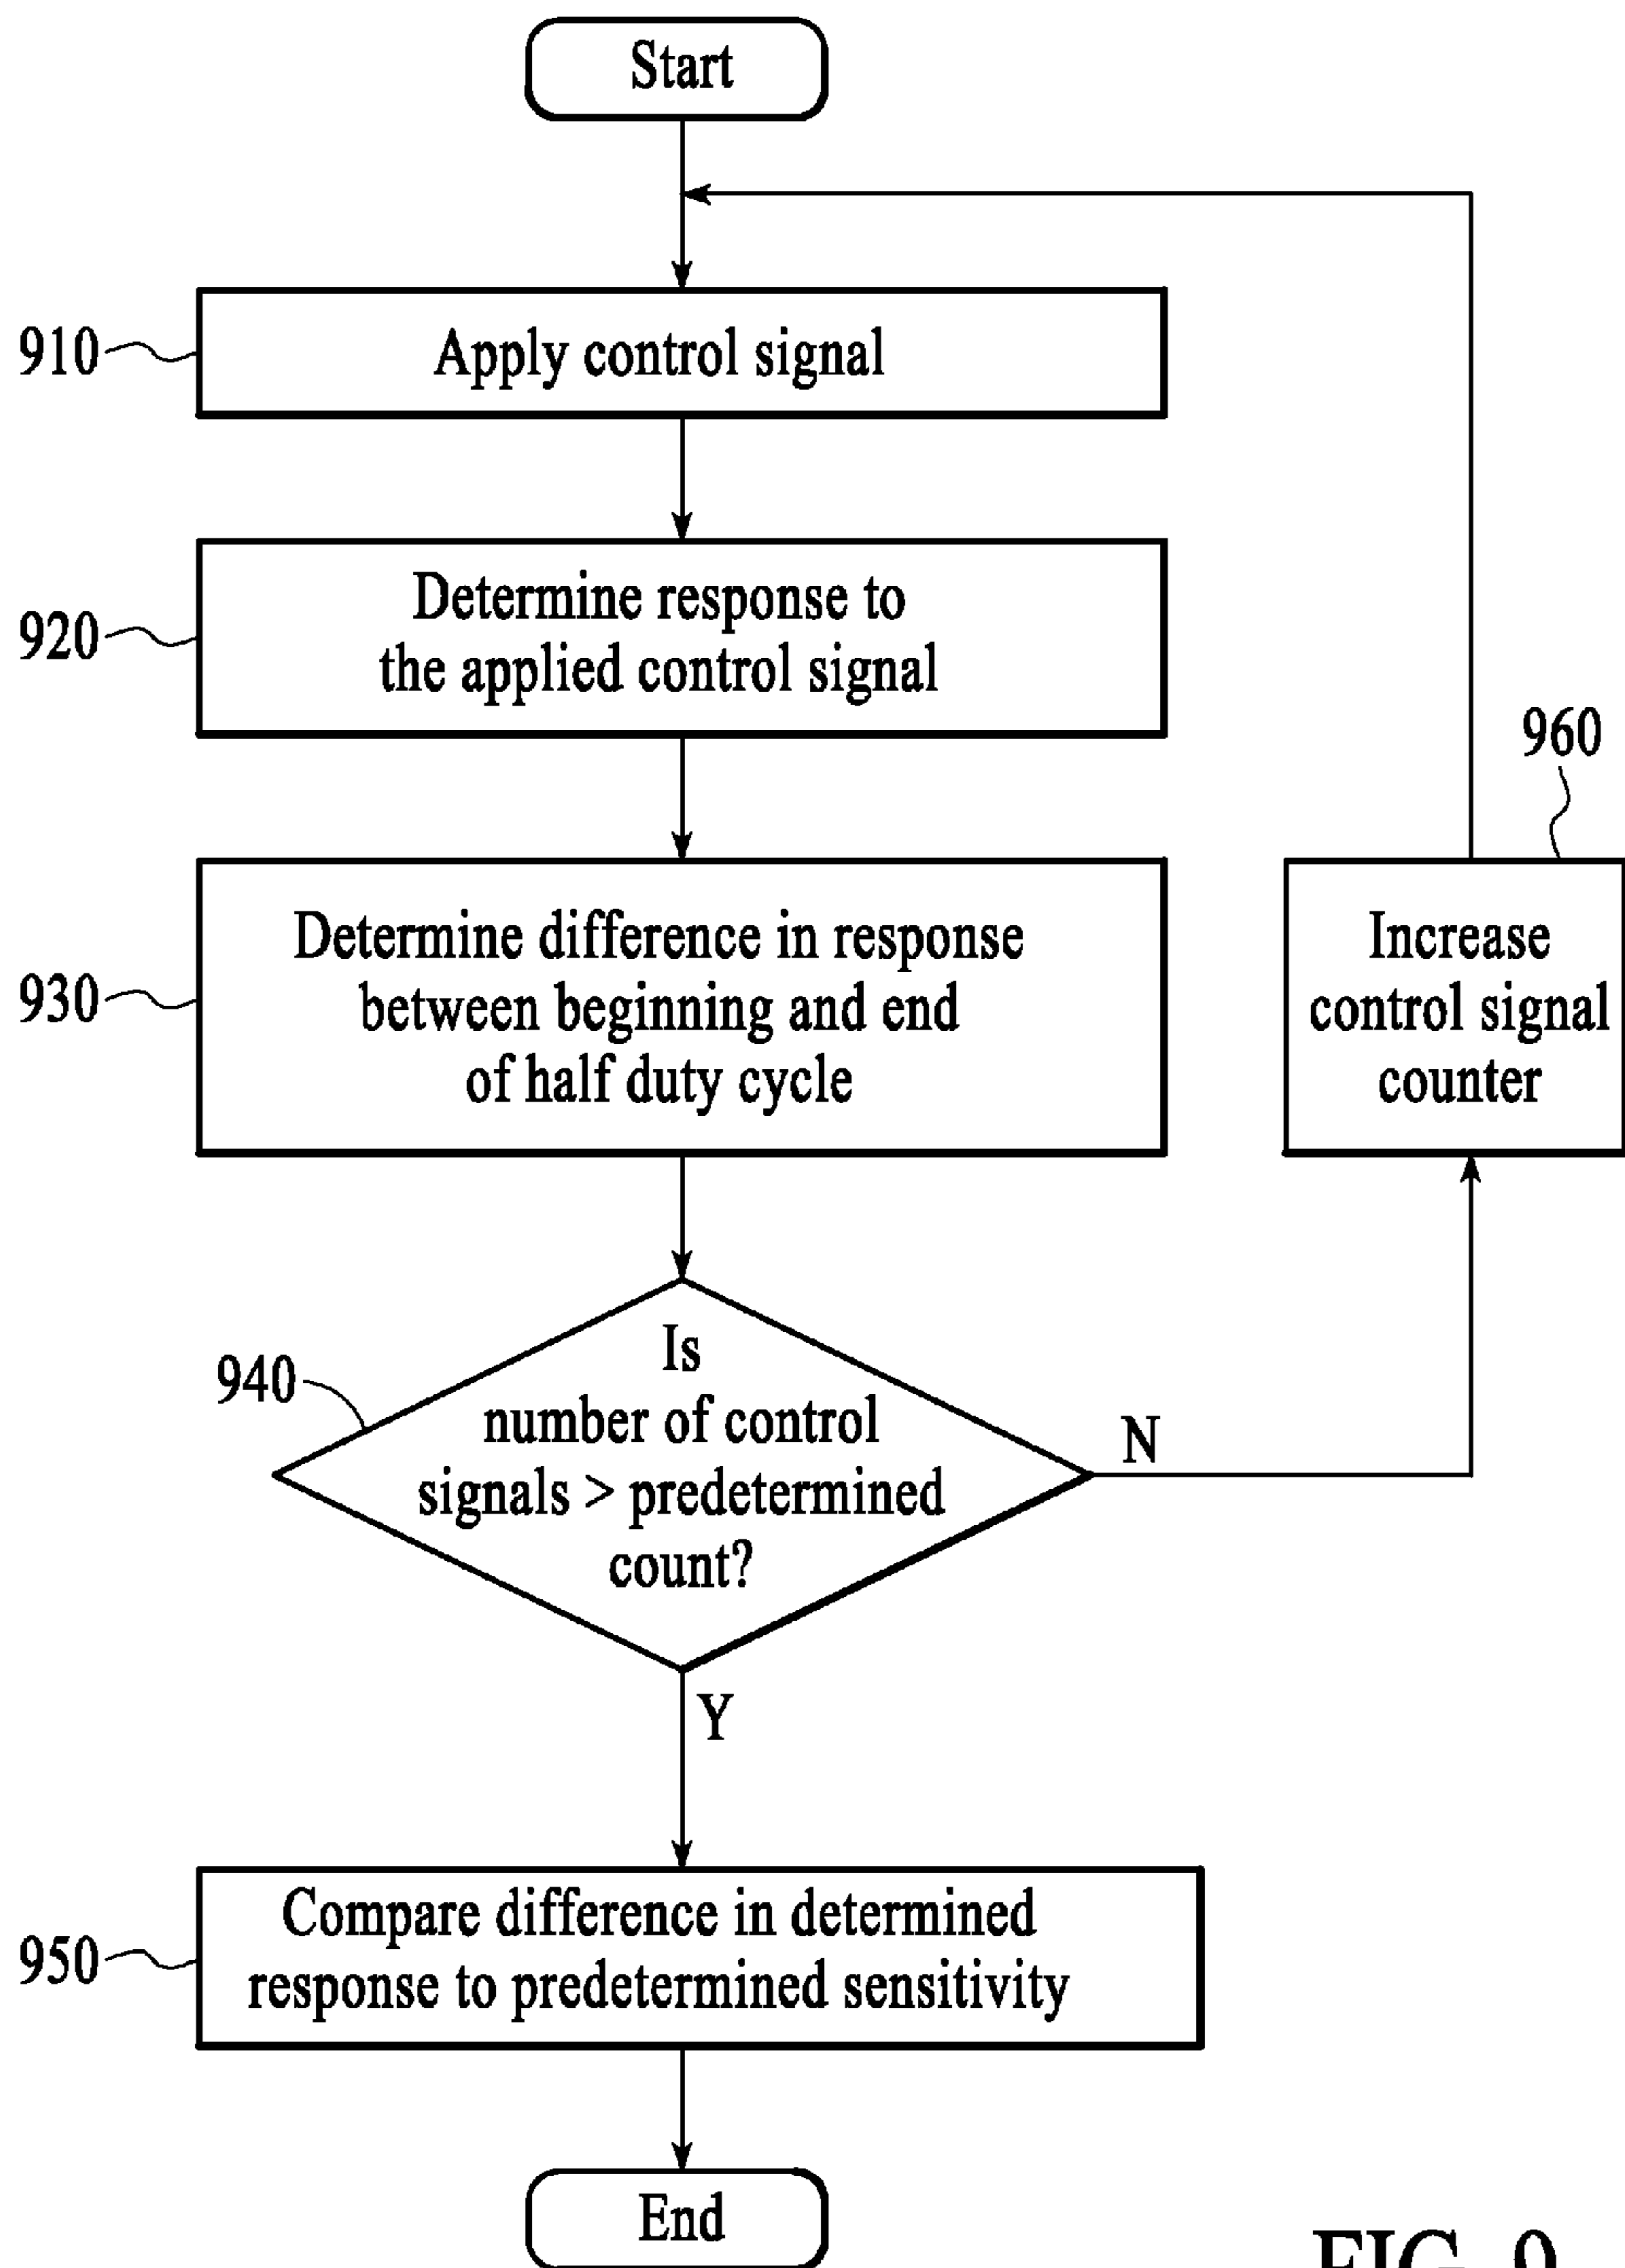 Start
910
Apply control signal
920
Determine response to
the applied control signal
930
Determine difference in response
between beginning and end
of half duty cycle
960
Increase
control signal
counter
940
Is
number of control
signals > predetermined
count?
N
Y
950
Compare difference in determined
response to predetermined sensitivity
End
FIG. 9